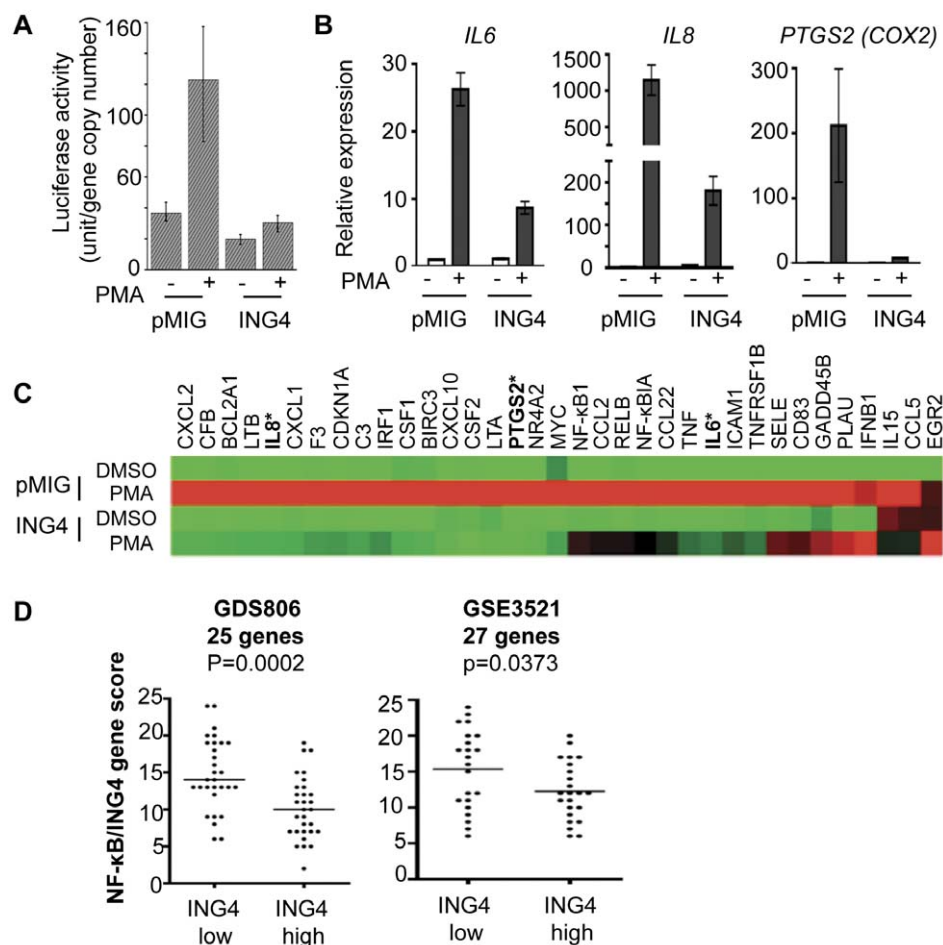 A
Luciferase activity
(unit/gene copy number)
160
100
60
20
0
PMA
- + - +
pMIG ING4
B
Relative expression
IL6
30
20
10
0
PMA - + - +
pMIG ING4
IL8
1000
500
200
100
0
- + - +
pMIG ING4
PTGS2 (COX2)
300
200
100
0
- + - +
pMIG ING4
C
CXCL2
CFB
BCL2A1
LTB
IL8*
CXCL1
F3
CDKN1A
C3
IRF1
CSF1
BIRC3
CXCL10
CSF2
LTA
PTGS2*
NR4A2
MYC
NF-κB1
CCL2
RELB
NF-κBIA
CCL22
TNF
IL6*
ICAM1
TNFRSF1B
SELE
CD83
GADD45B
PLAU
IFNB1
IL15
CCL5
EGR2
pMIG
DMSO
PMA
ING4
DMSO
PMA
D
NF-κB/ING4 gene score
GDS806
25 genes
P=0.0002
25
20
15
10
5
0
ING4 ING4
low high
GSE3521
27 genes
p=0.0373
25
20
15
10
5
0
ING4 ING4
low high